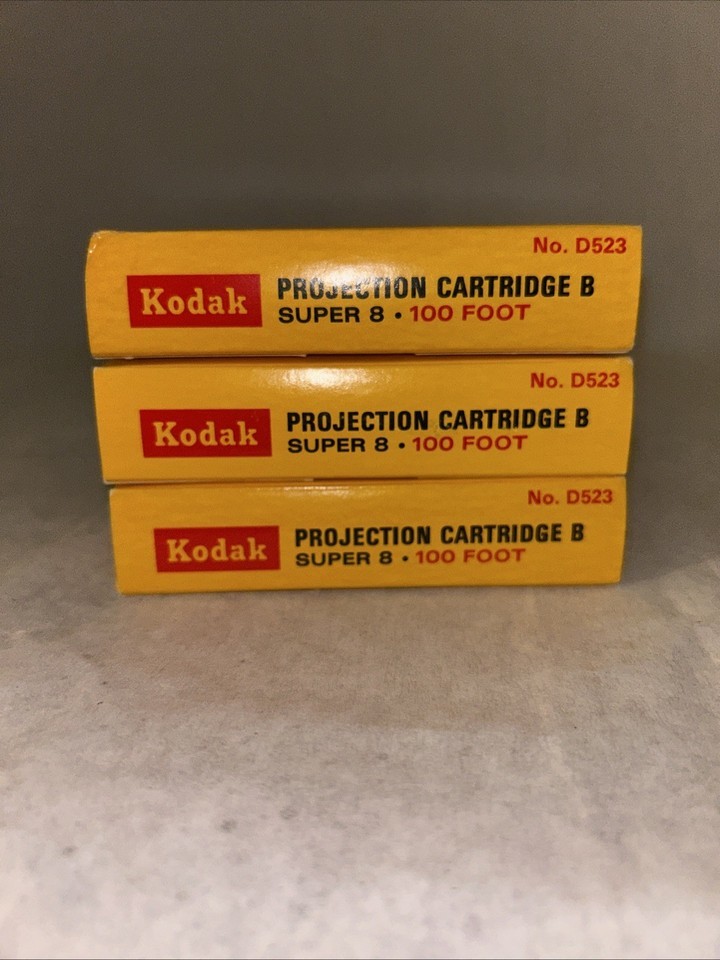 No. D523
Kodak PROJECTION CARTRIDGE B
SUPER 8 • 100 FOOT
No. D523
Kodak PROJECTION CARTRIDGE B
SUPER 8 • 100 FOOT
No. D523
Kodak PROJECTION CARTRIDGE B
SUPER 8 • 100 FOOT